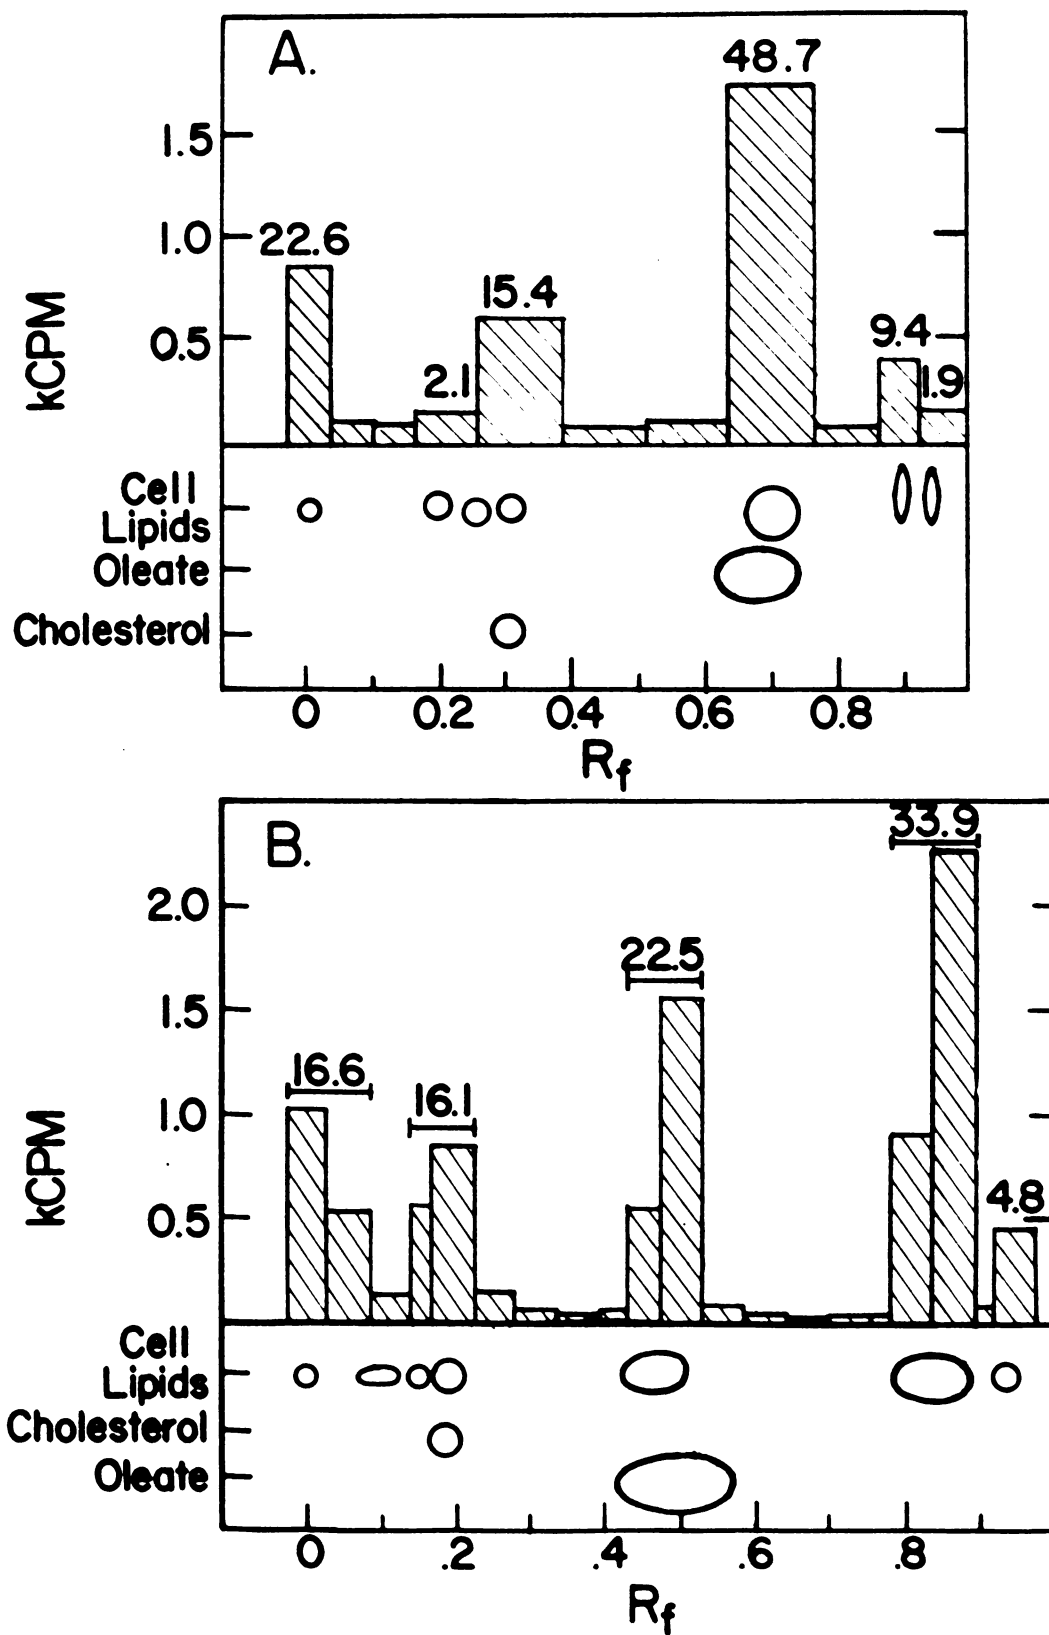 A.
48.7
1.5
1.0
22.6
15.4
0.5
9.4
2.1
1.9
kCPM
Cell
Lipids
Oleate
Cholesterol
0 0.2 0.4 0.6 0.8
Rf
B.
33.9
2.0
22.5
1.5
16.6
16.1
1.0
4.8
0.5
kCPM
Cell
Lipids
Cholesterol
Oleate
0 .2 .4 .6 .8
Rf